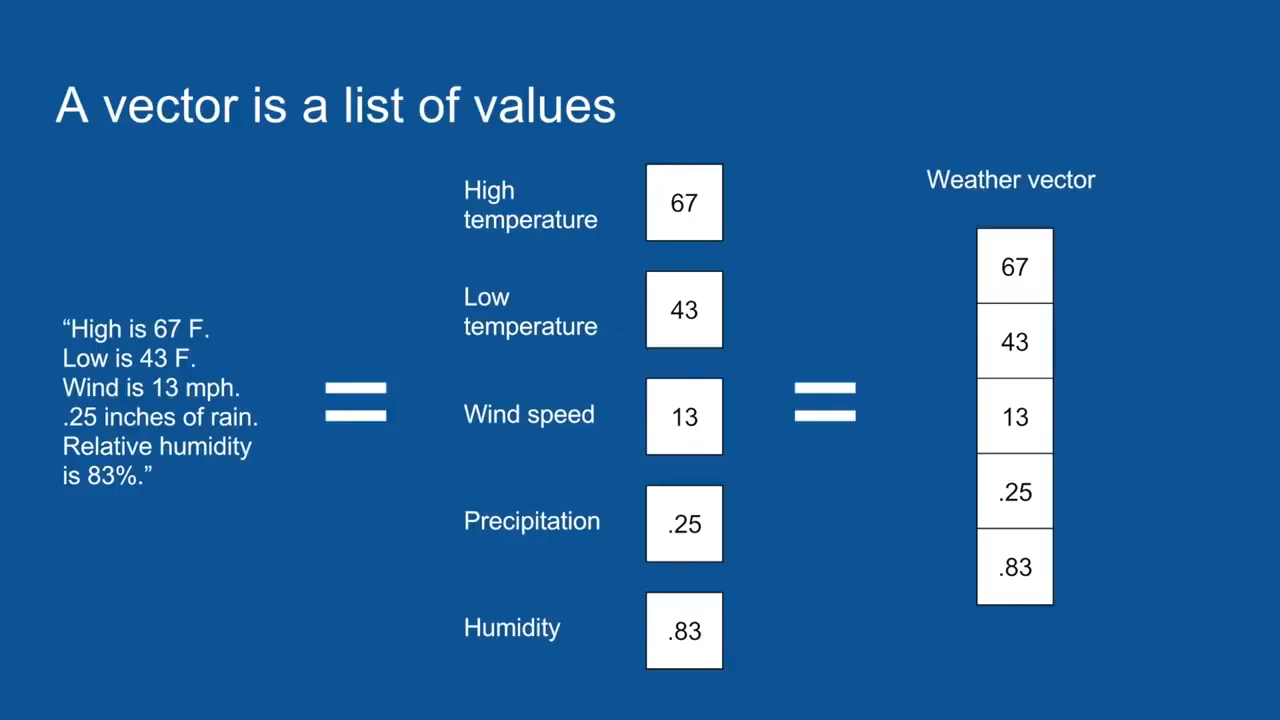 A vector is a list of values
“High is 67 F.
Low is 43 F.
Wind is 13 mph.
.25 inches of rain.
Relative humidity
is 83%.”
=
High
temperature
67
Low
temperature
43
Wind speed
13
Precipitation
.25
Humidity
.83
=
Weather vector
67
43
13
.25
.83